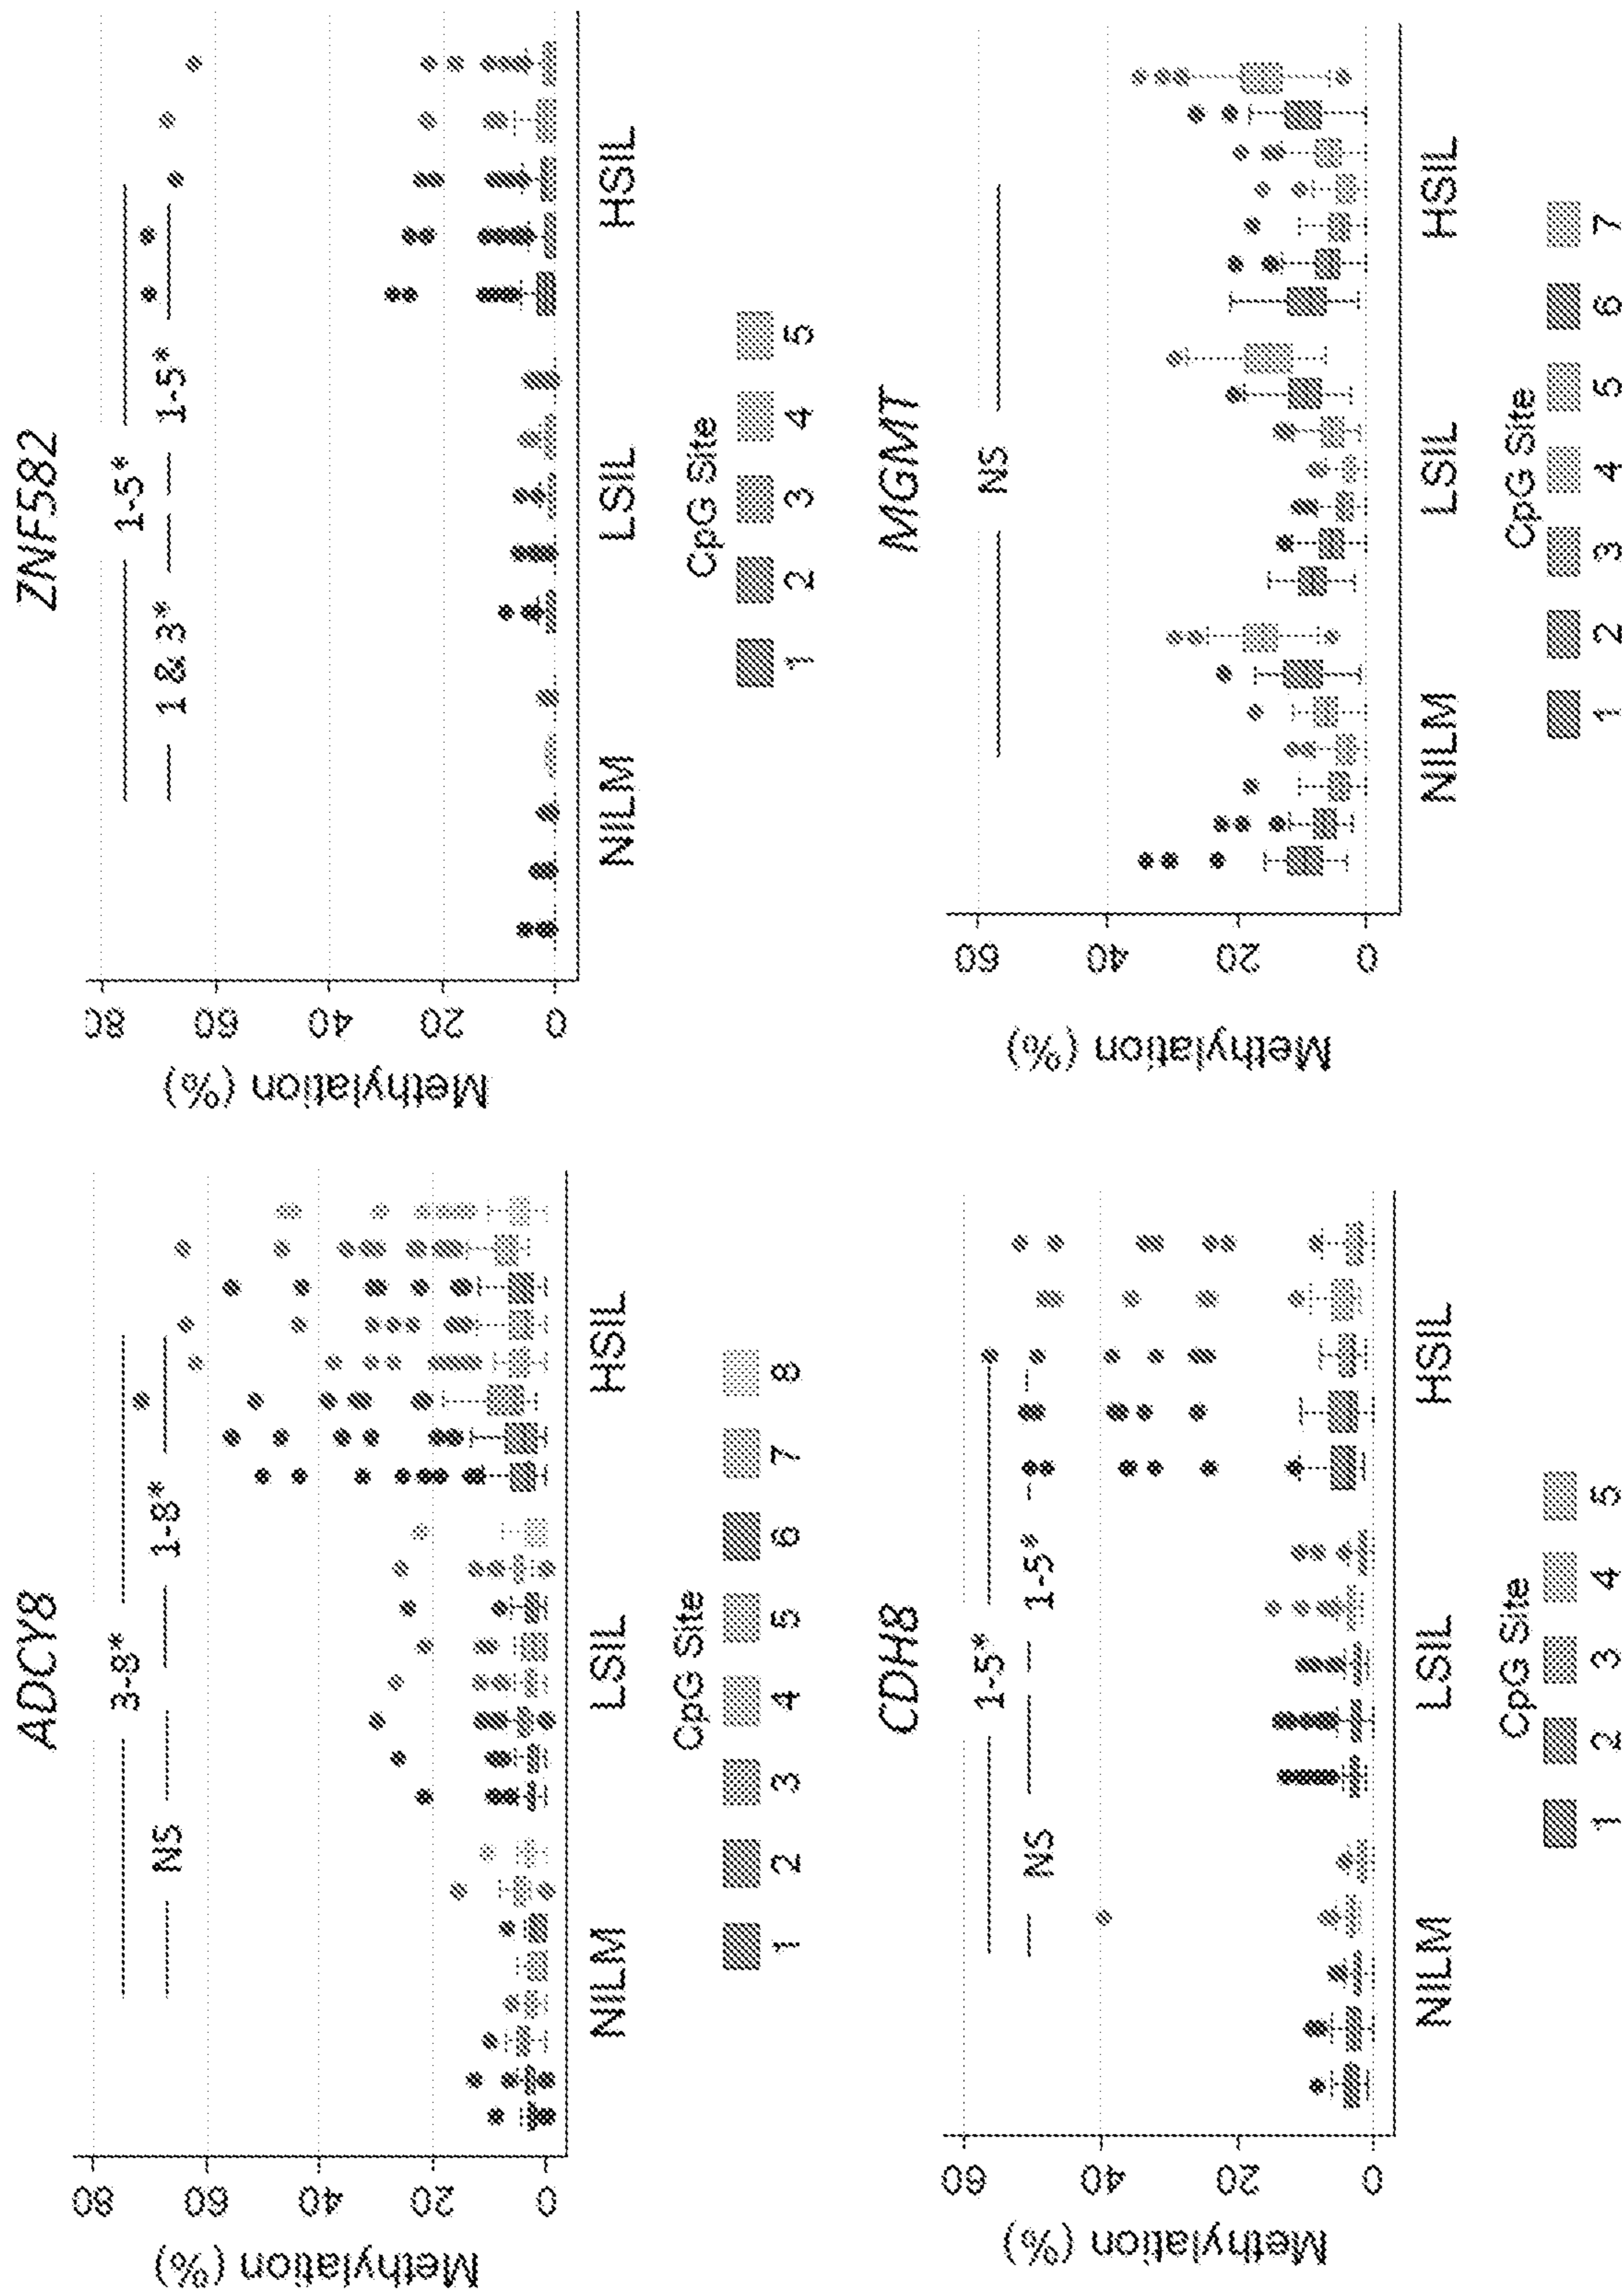 ADCY8
Methylation (%)
80
60
40
20
0
3-8*
NS
1-8*
NILM
LSIL
HSIL
CpG Site
1 2 3 4 5 6 7 8
ZNF582
Methylation (%)
80
60
40
20
0
1-5*
1 & 3*
1-5*
NILM
LSIL
HSIL
CpG Site
1 2 3 4 5
CDH8
Methylation (%)
60
40
20
0
1-5*
NS
1-5*
NILM
LSIL
HSIL
CpG Site
1 2 3 4 5
MGMT
Methylation (%)
60
40
20
0
NS
NILM
LSIL
HSIL
CpG Site
1 2 3 4 5 6 7